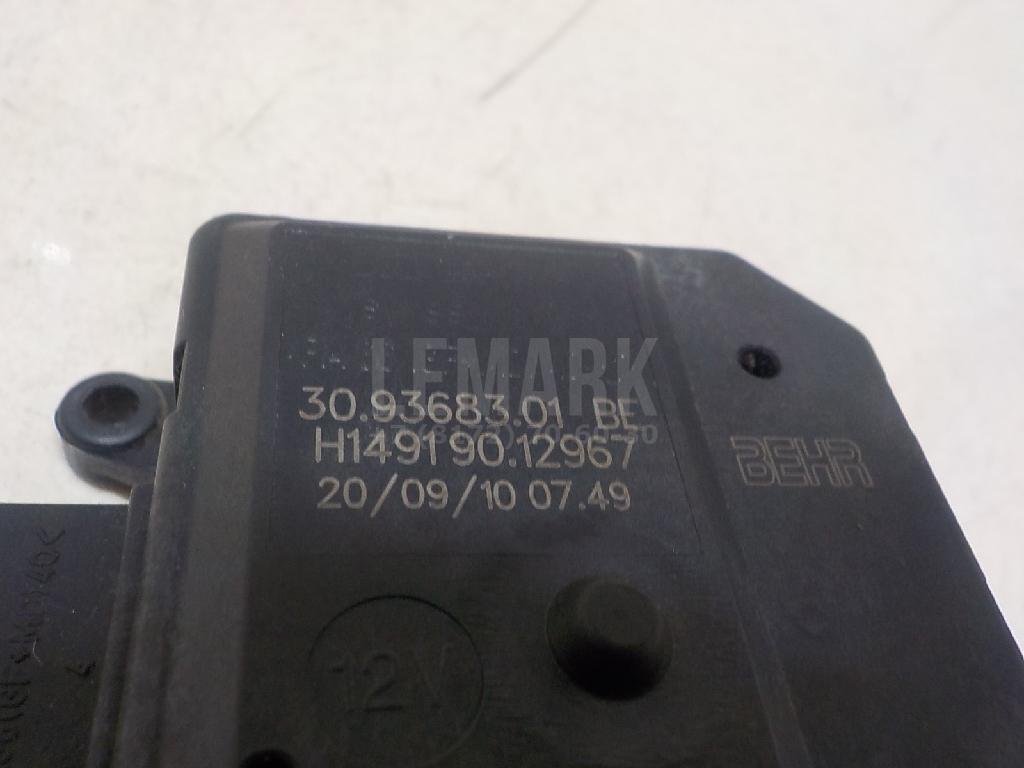 LEMARK
30.93683.01 BE
H149190.12967
20/09/10 07.49
BEHR
12V